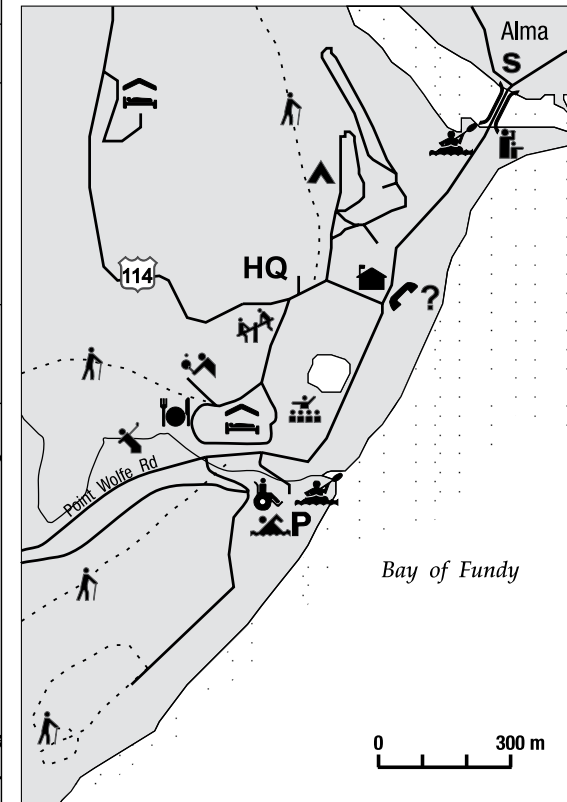 Alma
S
114
HQ
?
Point Wolfe Rd
P
Bay of Fundy
0 300 m